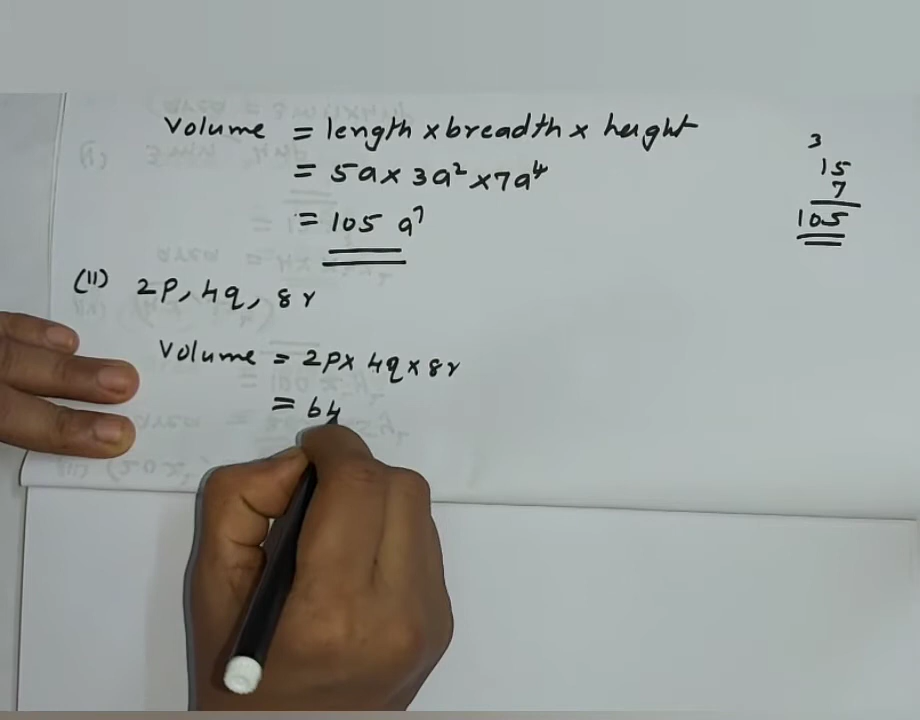 Volume = length × breadth × height
= 5a × 3a² × 7a⁴
= 105 a⁷
3
15
7
105
(ii) 2p, 4q, 8r
Volume = 2p × 4q × 8r
= 64